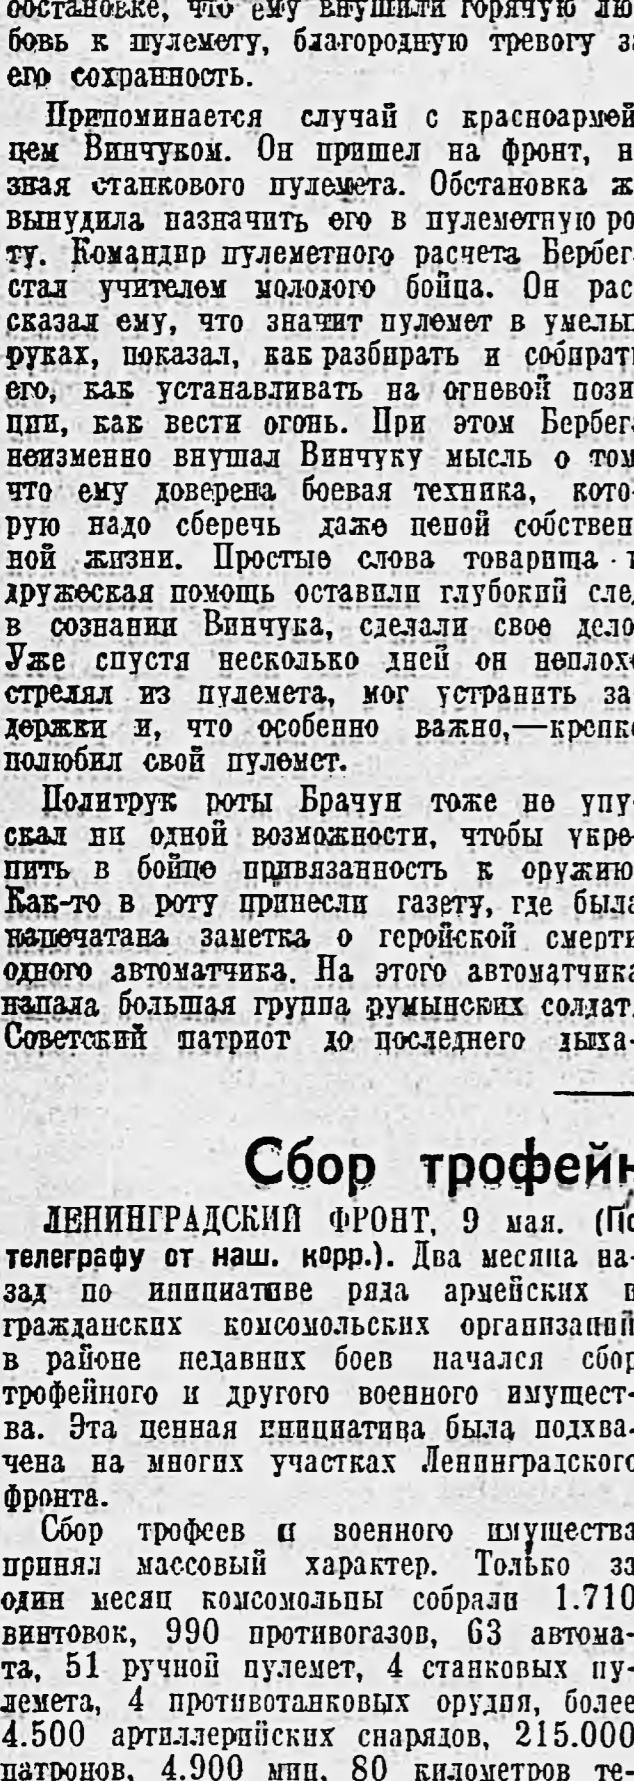 обстановке, что ему внушили горячую лю-
бовь к пулемету, благородную тревогу за
его сохранность.
Припоминается случай с красноармей-
цем Винчуком. Он пришел на фронт, н
зная станкового пулемета. Обстановка ж
вынудила назначить его в пулеметную ро-
ту. Командир пулеметного расчета Бербег
стал учителем молодого бойца. Он рас-
сказал ему, что значит пулемет в умелых
руках, показал, как разбирать и собирать
его, как устанавливать на огневой пози-
ции, как вести огонь. При этом Бербег
неизменно внушал Винчуку мысль о том,
что ему доверена боевая техника, кото-
рую надо сберечь даже ценой собствен-
ной жизни. Простые слова товарища и
дружеская помощь оставили глубокий след
в сознании Винчука, сделали свое дело.
Уже спустя несколько дней он неплохо
стрелял из пулемета, мог устранить за-
держки и, что особенно важно,—крепко
полюбил свой пулемет.
Политрук роты Брачун тоже не упу-
скал ни одной возможности, чтобы укре-
пить в бойце привязанность к оружию.
Как-то в роту принесли газету, где была
напечатана заметка о геройской смерти
одного автоматчика. На этого автоматчика
напала большая группа румынских солдат.
Советский патриот до последнего дыха-
Сбор трофейн
ЛЕНИНГРАДСКИЙ ФРОНТ, 9 мая. (По
телеграфу от наш. корр.). Два месяца на-
зад по инициативе ряда армейских и
гражданских комсомольских организаций
в районе недавних боев начался сбор
трофейного и другого военного имущест-
ва. Эта ценная инициатива была подхва-
чена на многих участках Ленинградского
фронта.
Сбор трофеев и военного имущества
принял массовый характер. Только за
один месяц комсомольцы собрали 1.710
винтовок, 990 противогазов, 63 автома-
та, 51 ручной пулемет, 4 станковых пу-
лемета, 4 противотанковых орудия, более
4.500 артиллерийских снарядов, 215.000
патронов, 4.900 мин, 80 километров те-